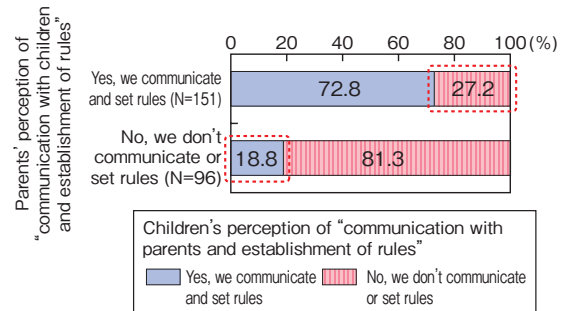 Parents' perception of
"communication with children
and establishment of rules"
0 20 40 60 80 100(%)
Yes, we communicate
and set rules (N=151)
72.8 27.2
No, we don't
communicate or
set rules (N=96)
18.8 81.3
Children's perception of "communication with
parents and establishment of rules"
Yes, we communicate
and set rules
No, we don't communicate
or set rules